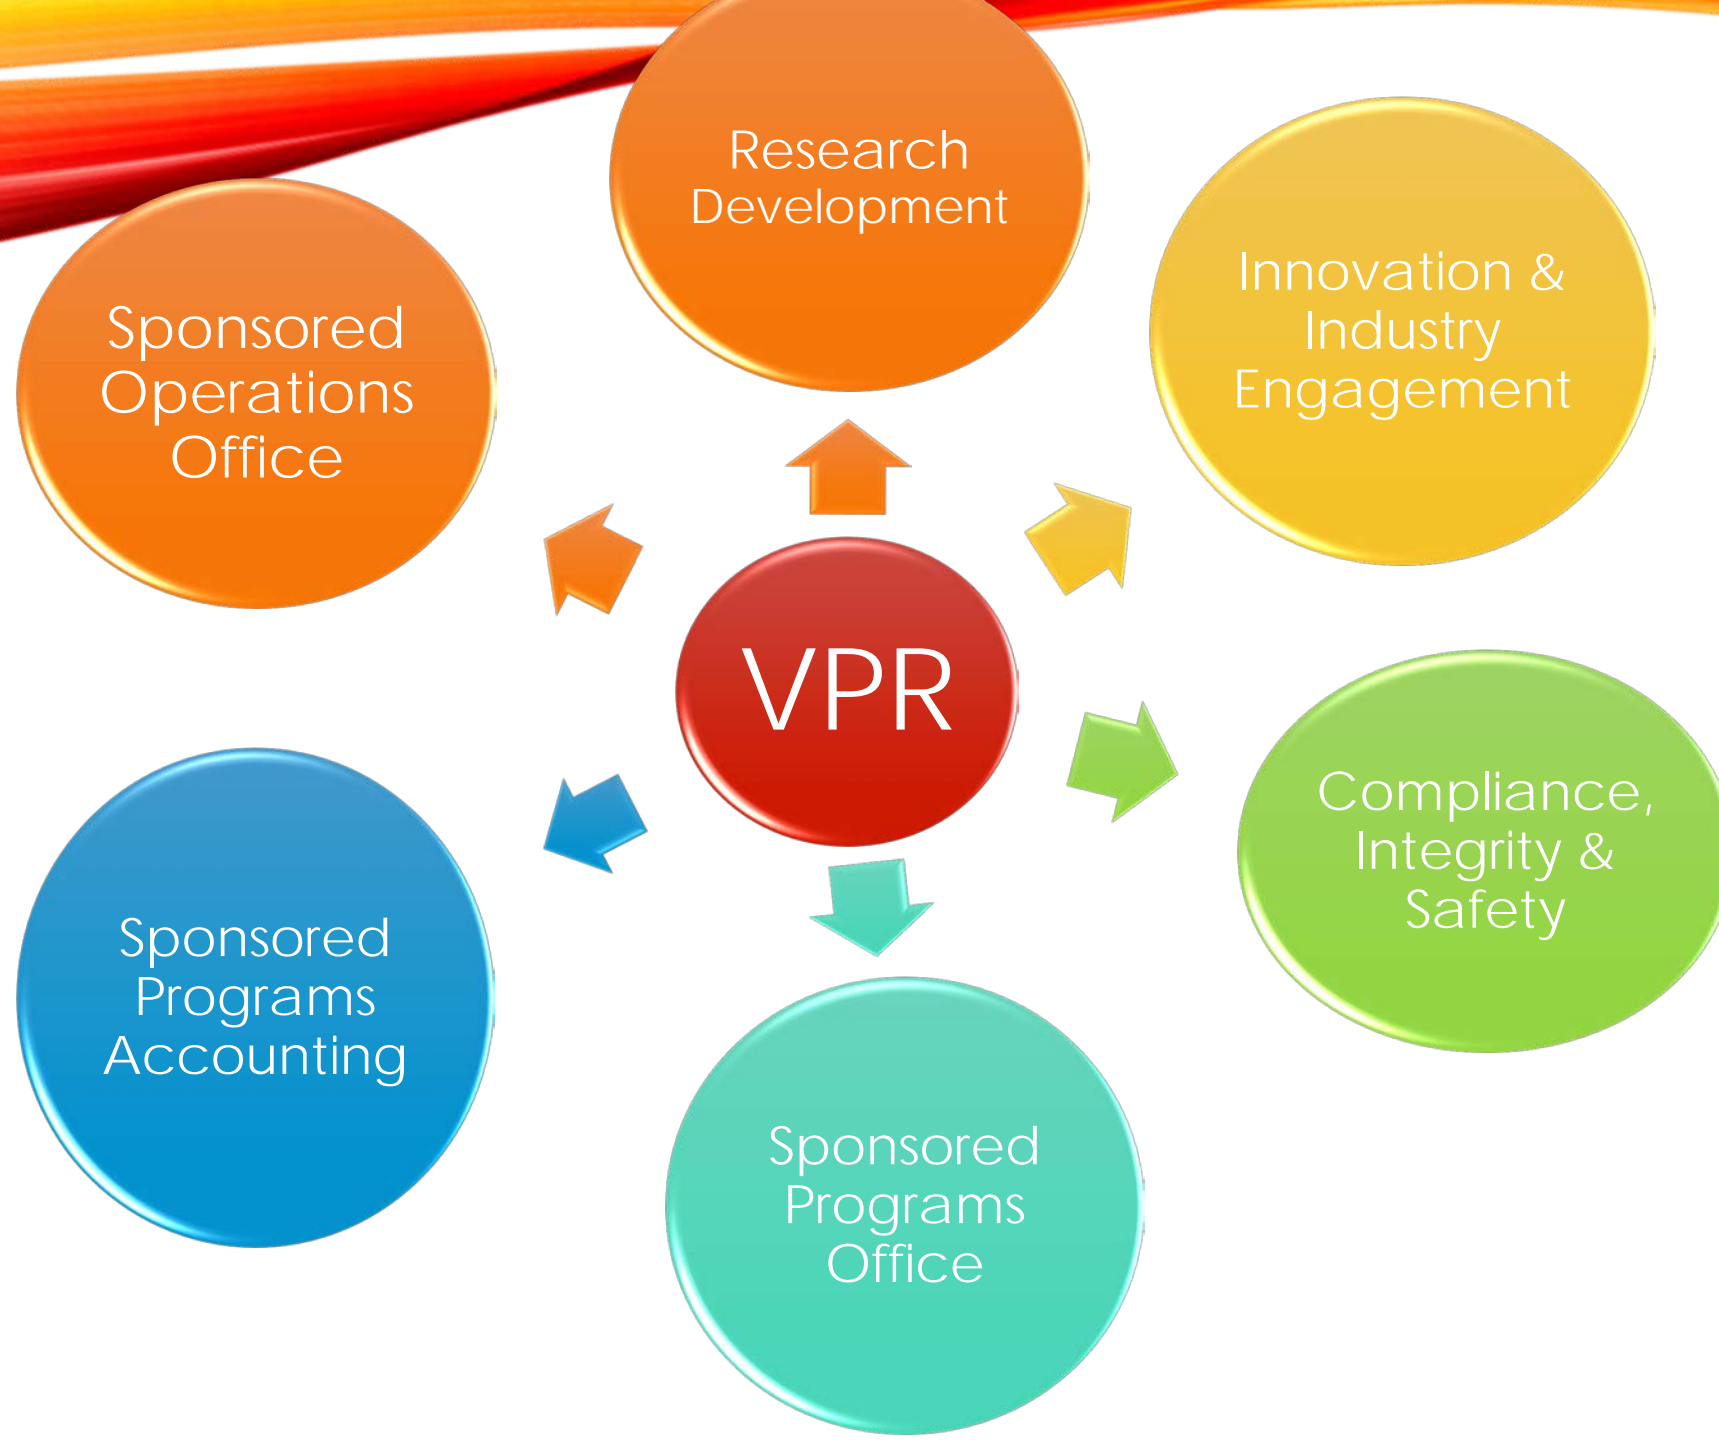 Research
Development
Innovation &
Industry
Engagement
Sponsored
Operations
Office
VPR
Compliance,
Integrity &
Safety
Sponsored
Programs
Accounting
Sponsored
Programs
Office